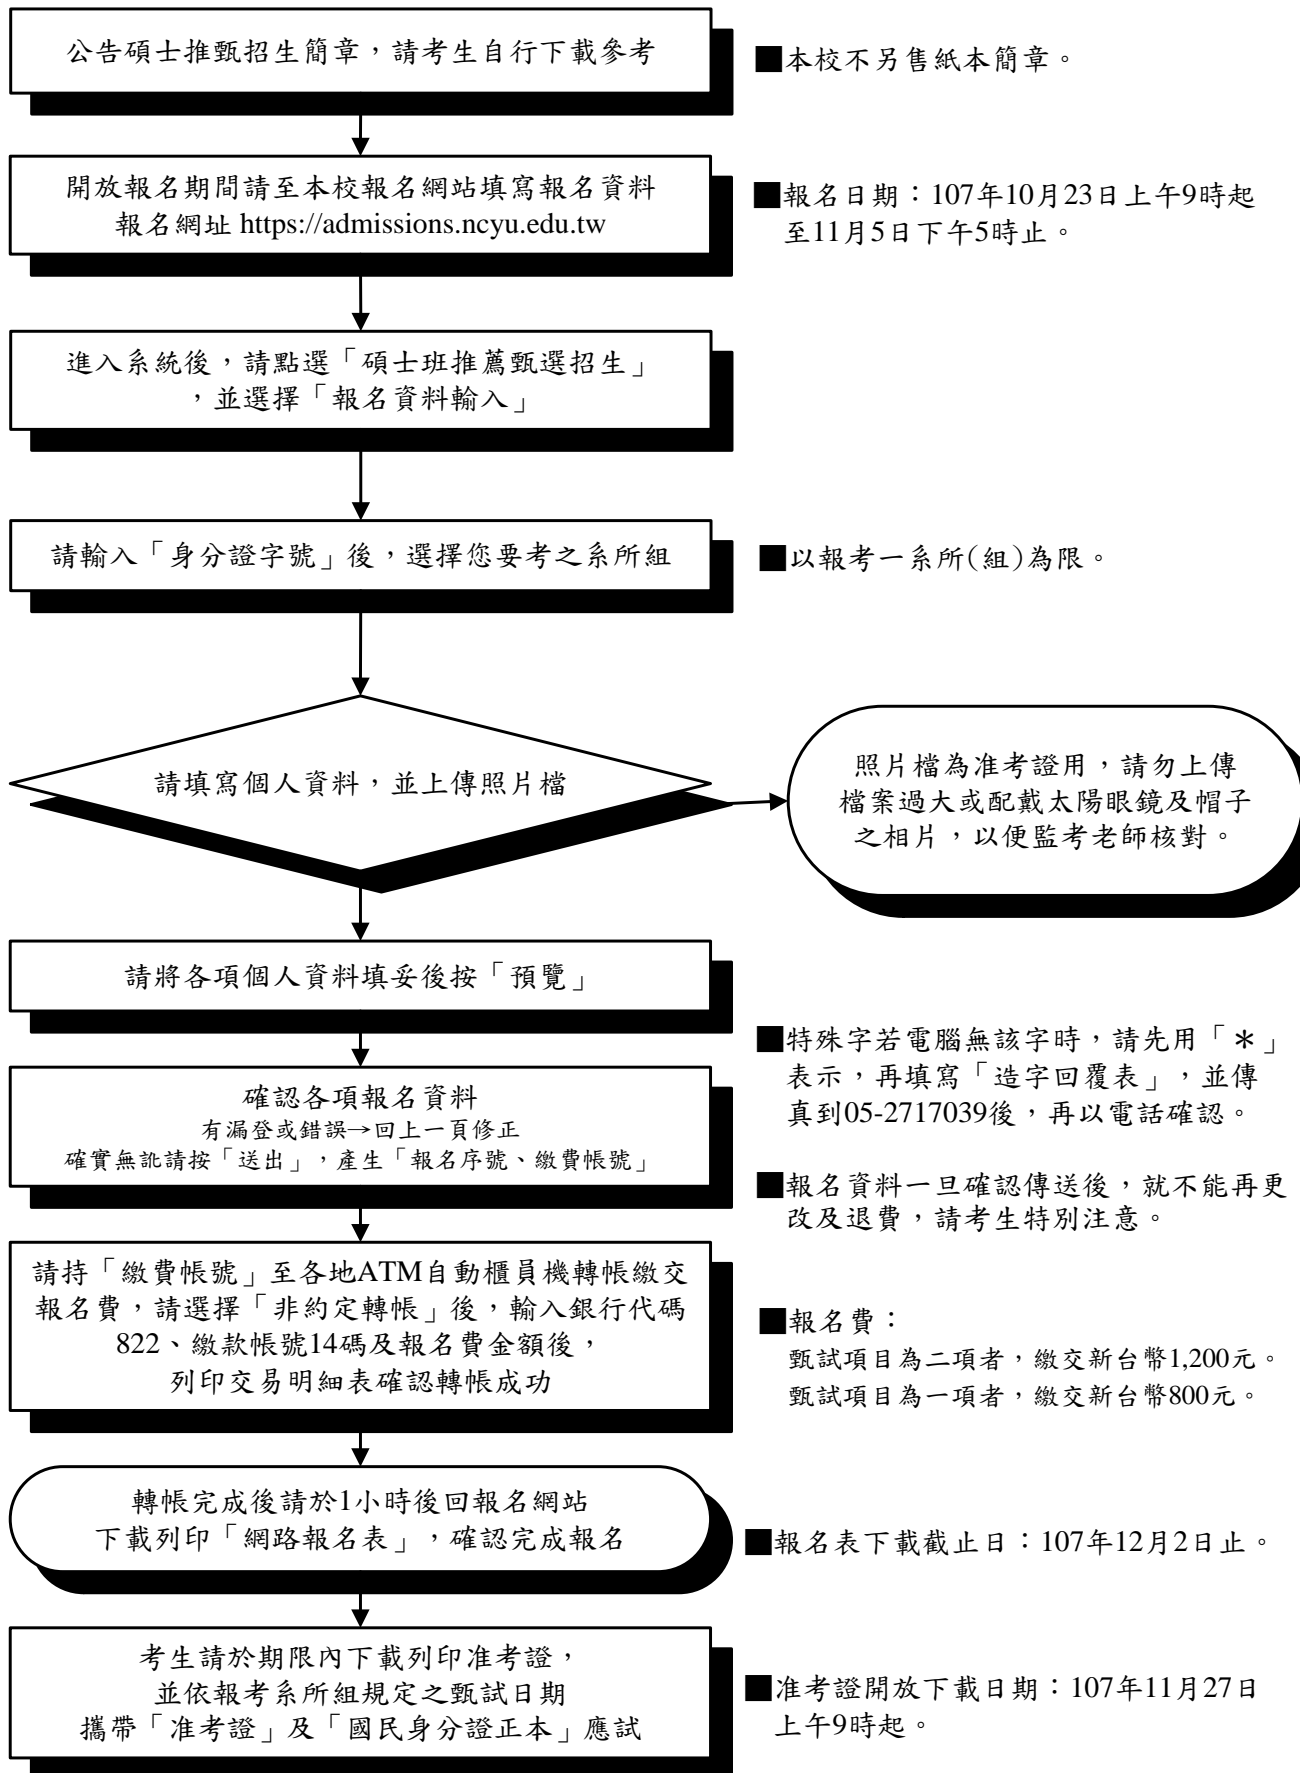 公告碩士推甄招生簡章，請考生自行下載參考
■本校不另售紙本簡章。
開放報名期間請至本校報名網站填寫報名資料
報名網址 https://admissions.ncyu.edu.tw
■報名日期：107年10月23日上午9時起
至11月5日下午5時止。
進入系統後，請點選「碩士班推薦甄選招生」
，並選擇「報名資料輸入」
請輸入「身分證字號」後，選擇您要考之系所組
■以報考一系所(組)為限。
請填寫個人資料，並上傳照片檔
照片檔為准考證用，請勿上傳
檔案過大或配戴太陽眼鏡及帽子
之相片，以便監考老師核對。
請將各項個人資料填妥後按「預覽」
■特殊字若電腦無該字時，請先用「＊」
表示，再填寫「造字回覆表」，並傳
真到05-2717039後，再以電話確認。
確認各項報名資料
有漏登或錯誤→回上一頁修正
確實無訛請按「送出」，產生「報名序號、繳費帳號」
■報名資料一旦確認傳送後，就不能再更
改及退費，請考生特別注意。
請持「繳費帳號」至各地ATM自動櫃員機轉帳繳交
報名費，請選擇「非約定轉帳」後，輸入銀行代碼
822、繳款帳號14碼及報名費金額後，
列印交易明細表確認轉帳成功
■報名費：
甄試項目為二項者，繳交新台幣1,200元。
甄試項目為一項者，繳交新台幣800元。
轉帳完成後請於1小時後回報名網站
下載列印「網路報名表」，確認完成報名
■報名表下載截止日：107年12月2日止。
考生請於期限內下載列印准考證，
並依報考系所組規定之甄試日期
攜帶「准考證」及「國民身分證正本」應試
■准考證開放下載日期：107年11月27日
上午9時起。